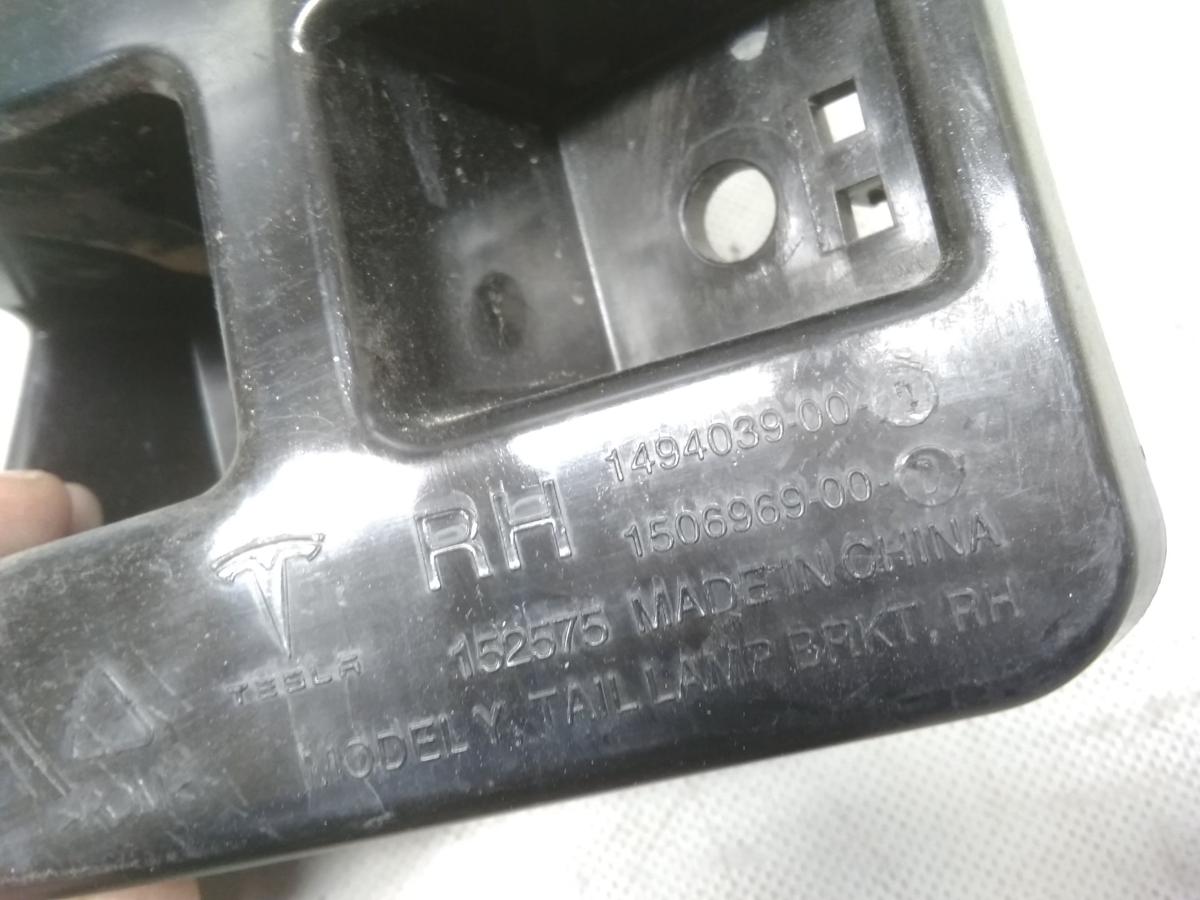 1494039-00-
RH
1506969-00-
152575 MADE IN CHINA
TESLA
MODEL Y, TAIL LAMP BRKT, RH